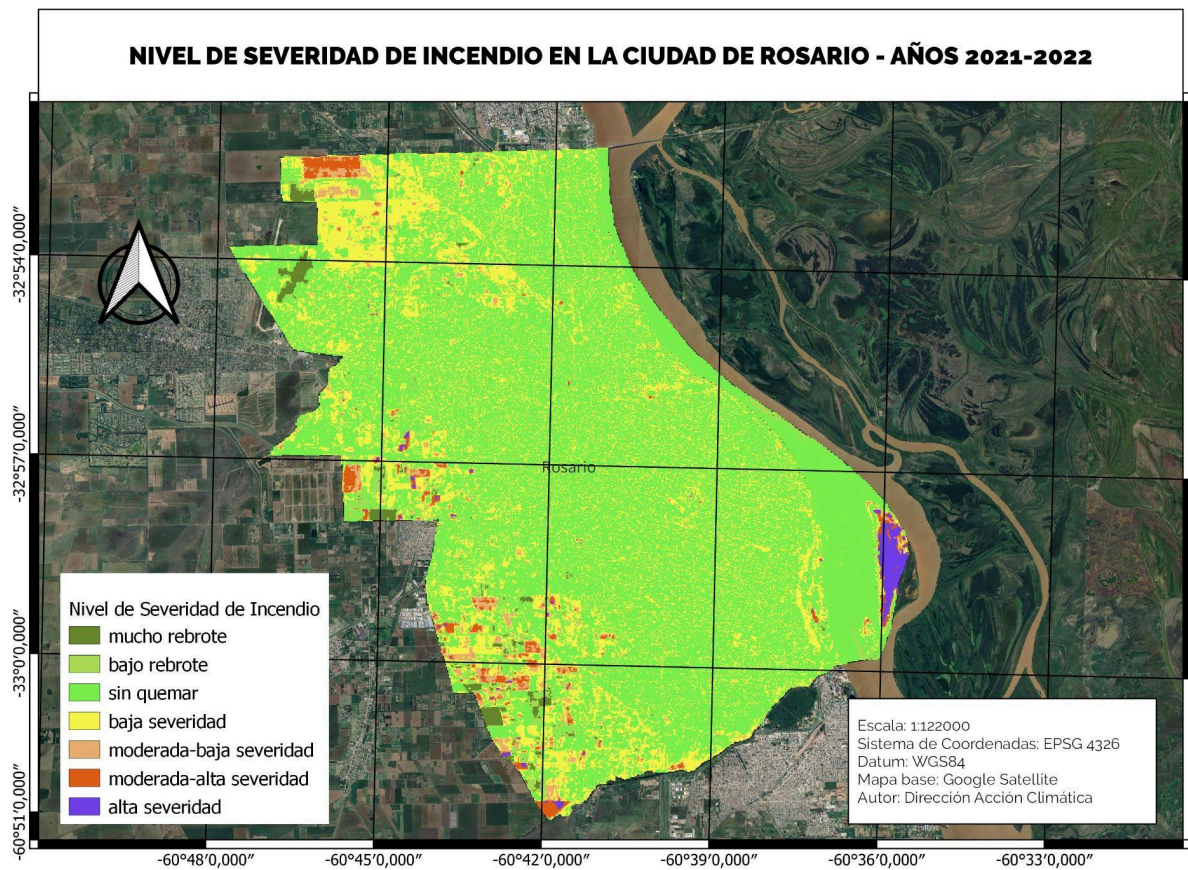 NIVEL DE SEVERIDAD DE INCENDIO EN LA CIUDAD DE ROSARIO - AÑOS 2021-2022
-32°54′0,000″
-32°57′0,000″
-33°0′0,000″
-60°51′0,000″
Rosario
Nivel de Severidad de Incendio
mucho rebrote
bajo rebrote
sin quemar
baja severidad
moderada-baja severidad
moderada-alta severidad
alta severidad
Escala: 1:122000
Sistema de Coordenadas: EPSG 4326
Datum: WGS84
Mapa base: Google Satellite
Autor: Dirección Acción Climática
-60°48′0,000″
-60°45′0,000″
-60°42′0,000″
-60°39′0,000″
-60°36′0,000″
-60°33′0,000″